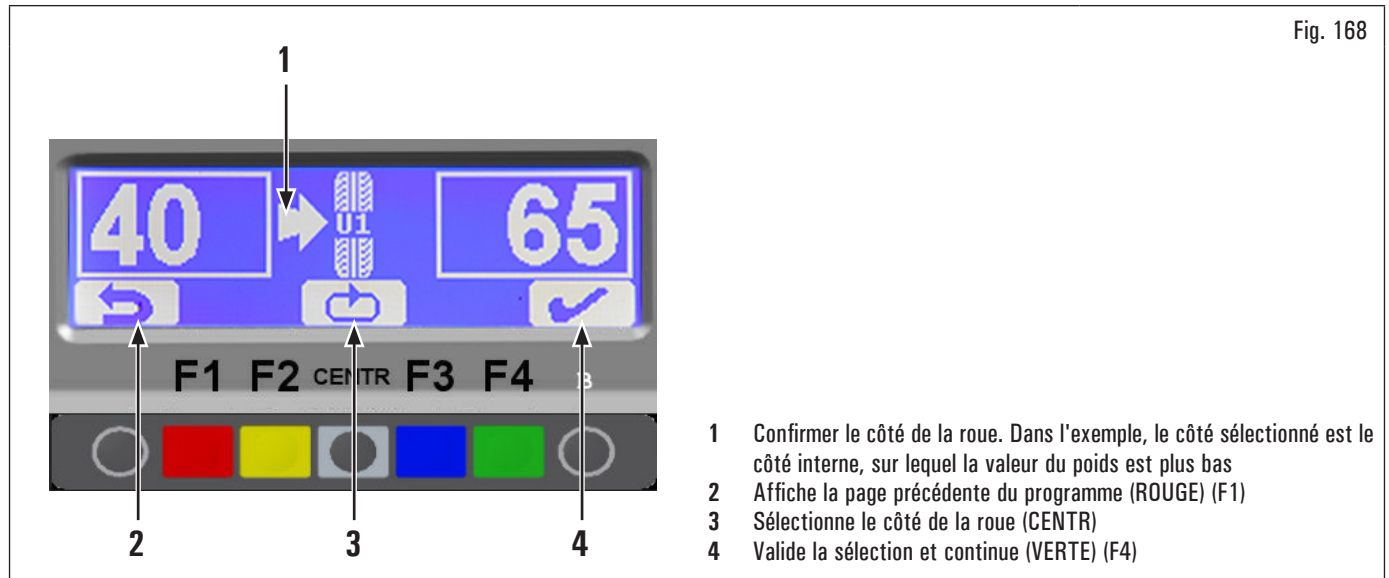 Fig. 168
1
40
U1
65
F1 F2 CENTR F3 F4 B
2 3 4
1 Confirmer le côté de la roue. Dans l'exemple, le côté sélectionné est le
côté interne, sur lequel la valeur du poids est plus bas
2 Affiche la page précédente du programme (ROUGE) (F1)
3 Sélectionne le côté de la roue (CENTR)
4 Valide la sélection et continue (VERTE) (F4)